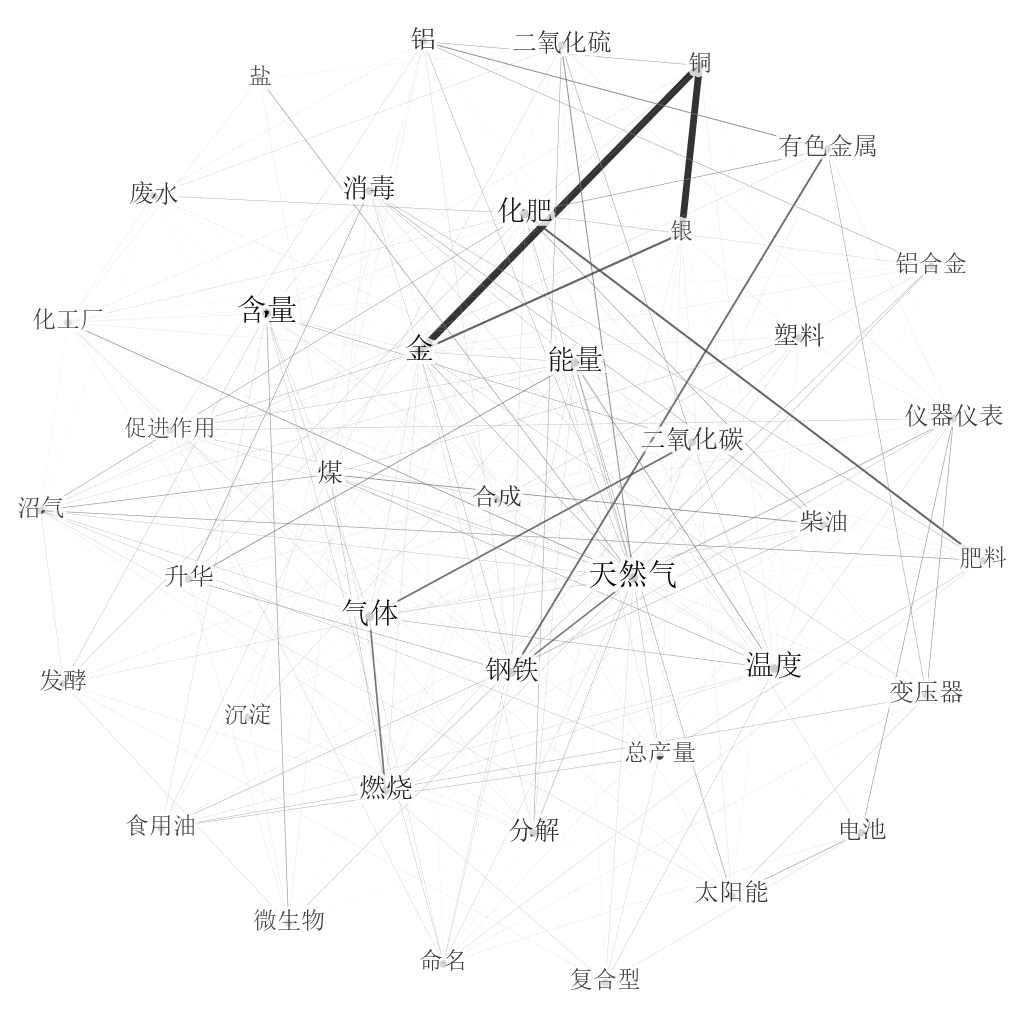 铝
二氧化硫
铜
盐
有色金属
废水
消毒
化肥
银
铝合金
化工厂
含量
金
能量
塑料
促进作用
二氧化碳
仪器仪表
煤
合成
沼气
柴油
升华
天然气
肥料
气体
钢铁
温度
发酵
变压器
沉淀
总产量
燃烧
食用油
分解
电池
太阳能
微生物
命名
复合型